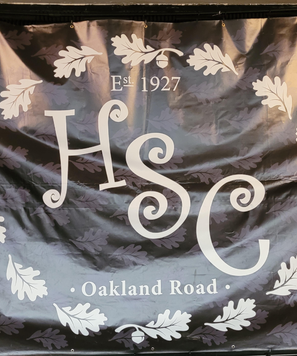 Est 1927
HSC
• Oakland Road •